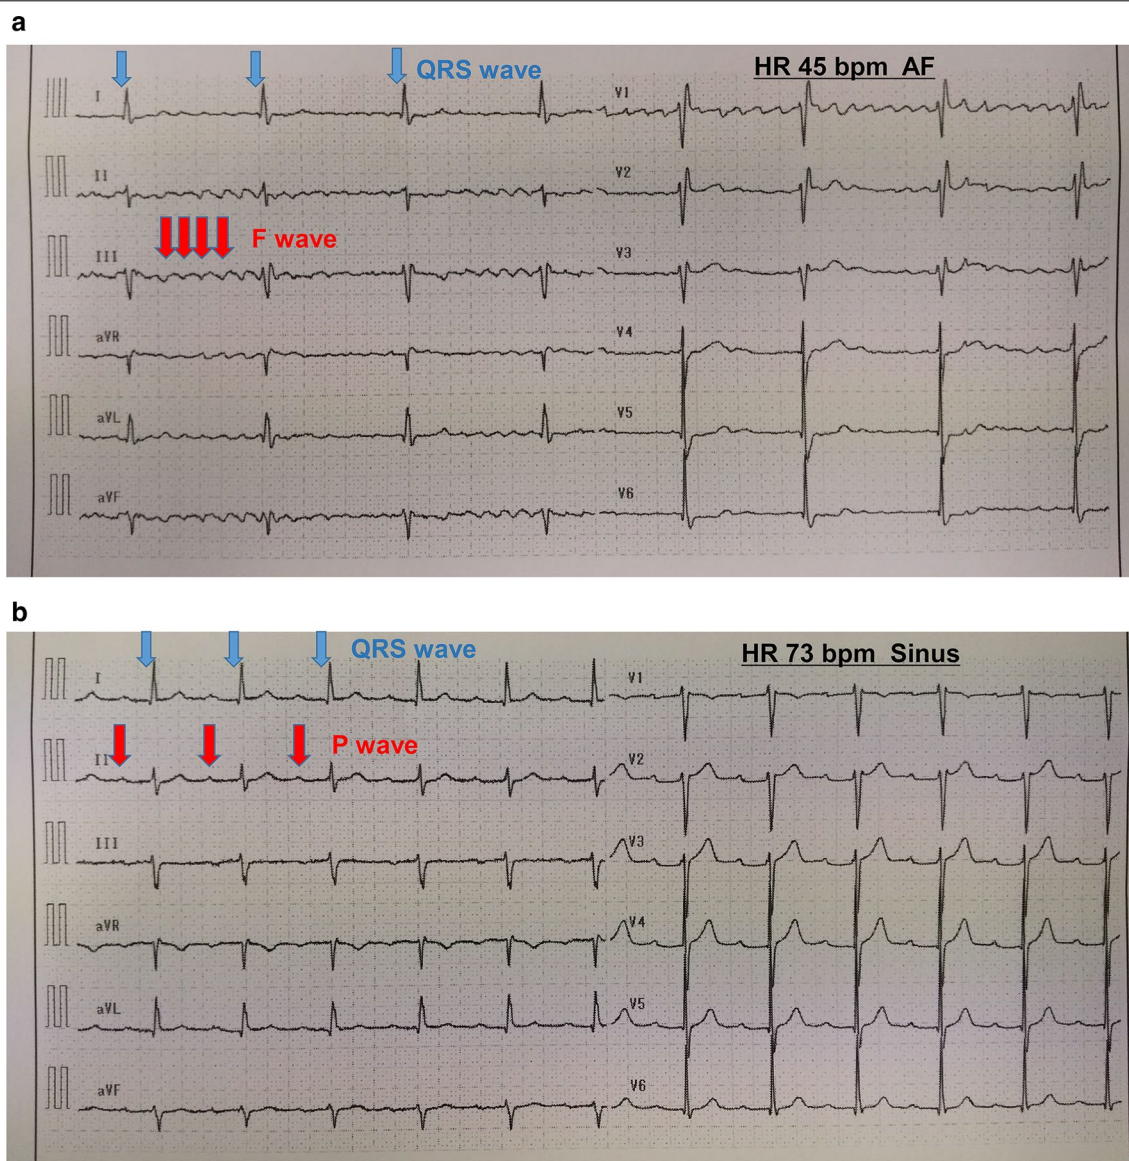 a
QRS wave
HR 45 bpm AF
I
V1
II
V2
F wave
III
V3
aVR
V4
aVL
V5
aVF
V6
b
QRS wave
HR 73 bpm Sinus
I
V1
P wave
II
V2
III
V3
aVR
V4
aVL
V5
aVF
V6